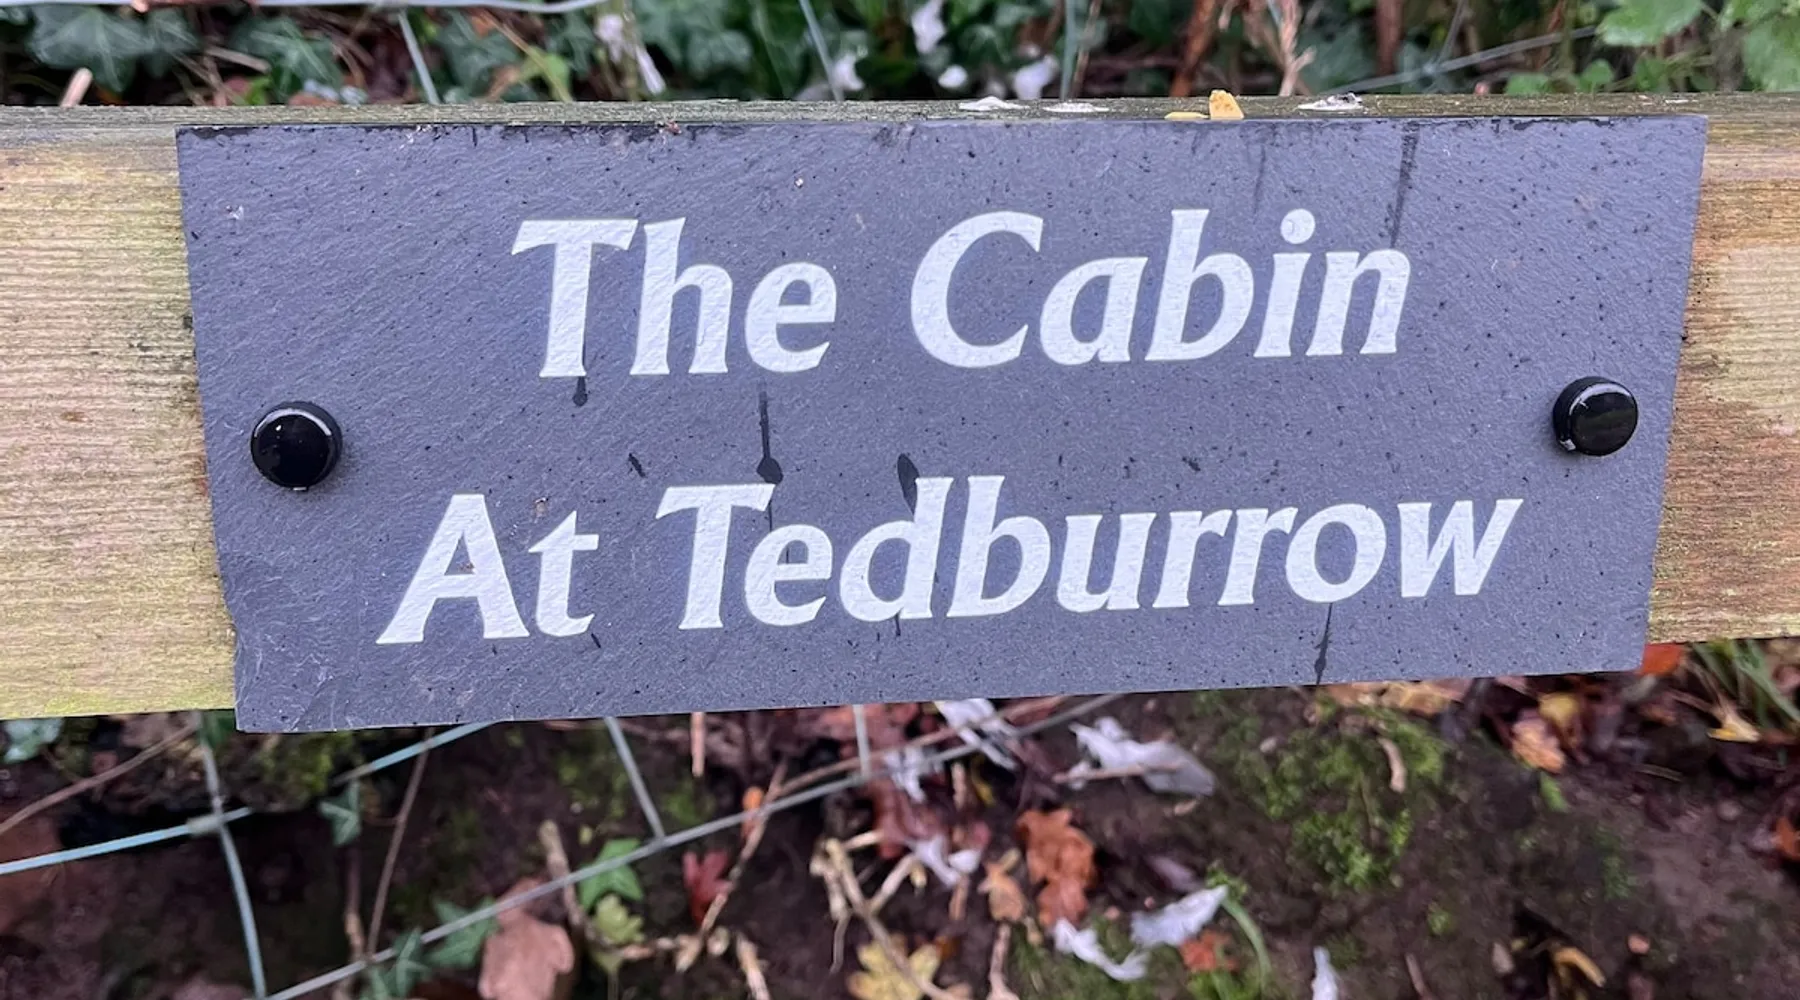 The Cabin
At Tedburrow